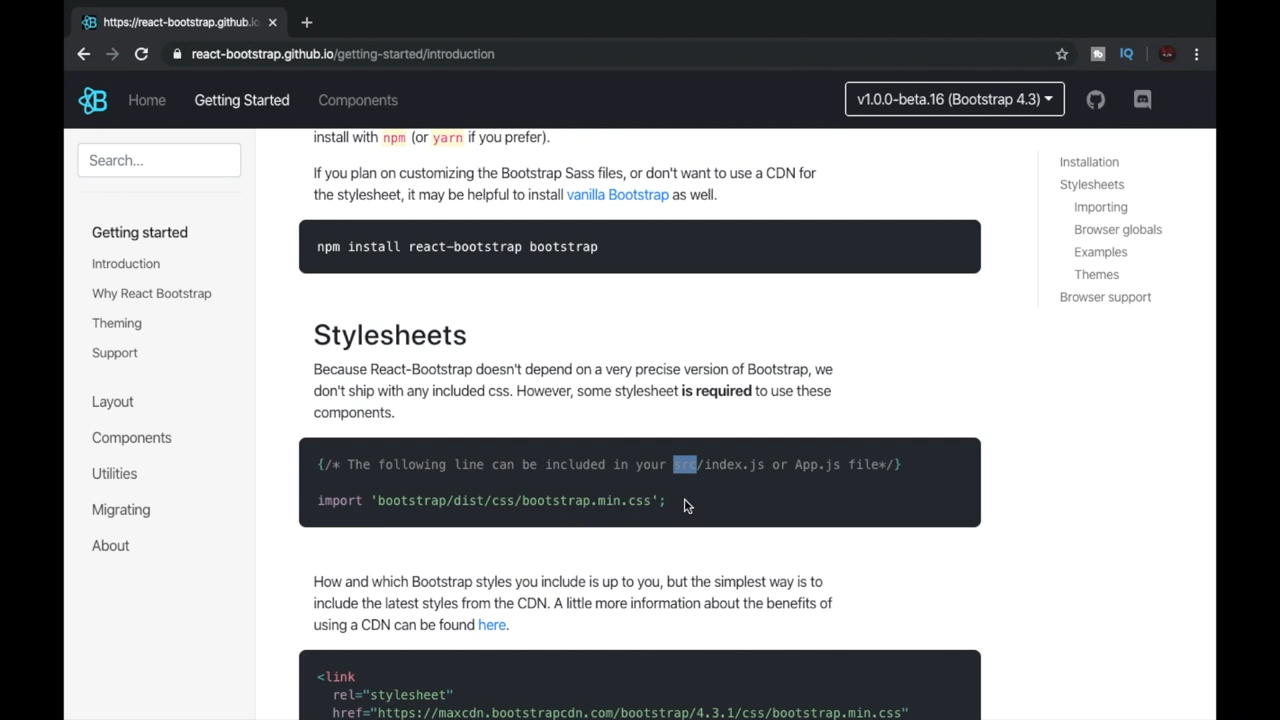 https://react-bootstrap.github.io
react-bootstrap.github.io/getting-started/introduction
IQ
B
Home
Getting Started
Components
v1.0.0-beta.16 (Bootstrap 4.3)
Search...
Getting started
Introduction
Why React Bootstrap
Theming
Support
Layout
Components
Utilities
Migrating
About
install with npm (or yarn if you prefer).
If you plan on customizing the Bootstrap Sass files, or don't want to use a CDN for
the stylesheet, it may be helpful to install vanilla Bootstrap as well.
npm install react-bootstrap bootstrap
Stylesheets
Because React-Bootstrap doesn't depend on a very precise version of Bootstrap, we
don't ship with any included css. However, some stylesheet is required to use these
components.
{/* The following line can be included in your src/index.js or App.js file*/}
import 'bootstrap/dist/css/bootstrap.min.css';
How and which Bootstrap styles you include is up to you, but the simplest way is to
include the latest styles from the CDN. A little more information about the benefits of
using a CDN can be found here.
<link
rel="stylesheet"
href="https://maxcdn.bootstrapcdn.com/bootstrap/4.3.1/css/bootstrap.min.css"
Installation
Stylesheets
Importing
Browser globals
Examples
Themes
Browser support